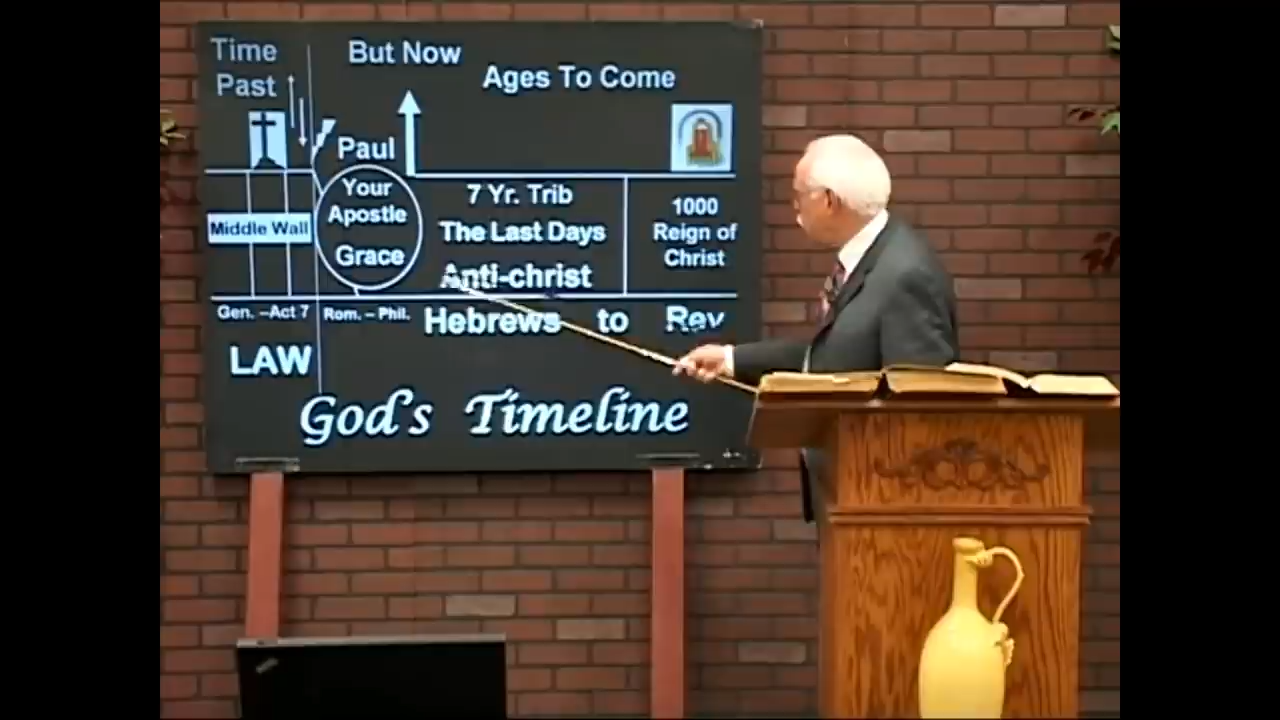 Time
Past
But Now
Ages To Come
Paul
Your
Apostle
Grace
Middle Wall
7 Yr. Trib
The Last Days
Anti-christ
1000
Reign of
Christ
Gen. –Act 7
Rom. – Phil.
Hebrews to Rev
LAW
God's Timeline